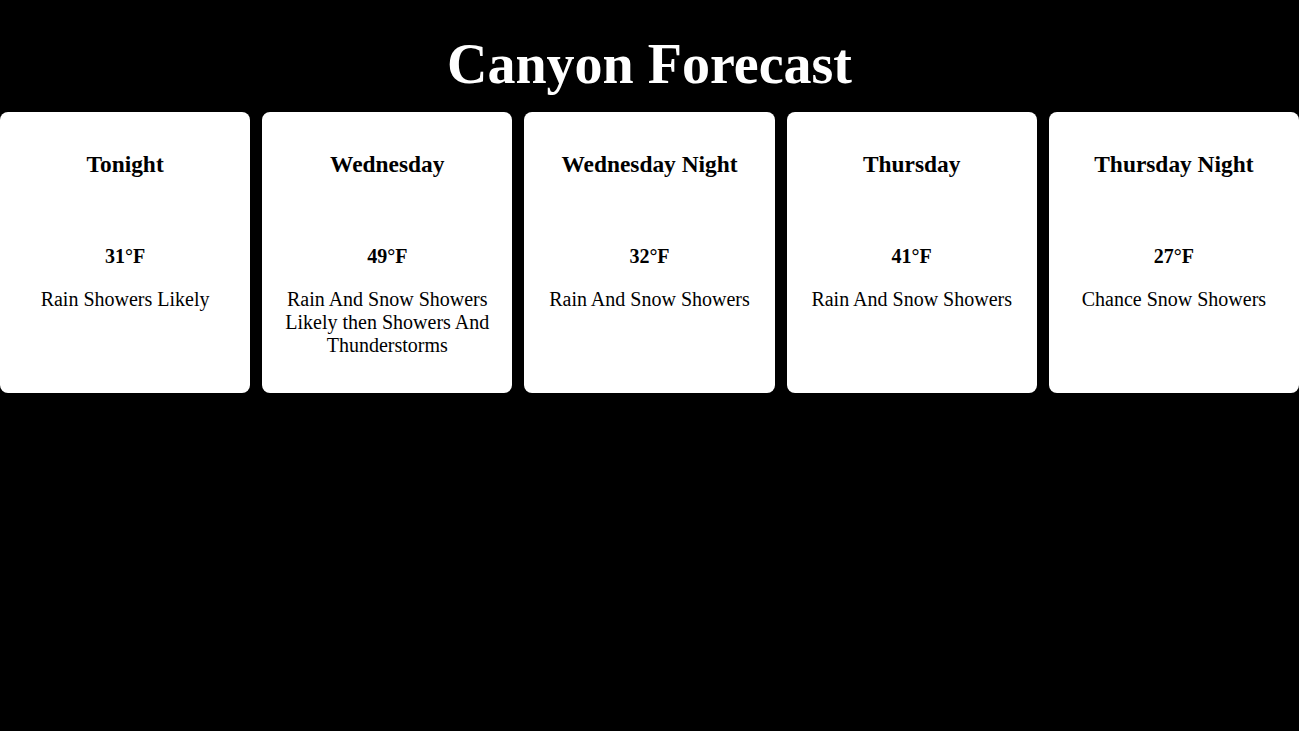 Canyon Forecast
Tonight
31°F
Rain Showers Likely
Wednesday
49°F
Rain And Snow Showers
Likely then Showers And
Thunderstorms
Wednesday Night
32°F
Rain And Snow Showers
Thursday
41°F
Rain And Snow Showers
Thursday Night
27°F
Chance Snow Showers